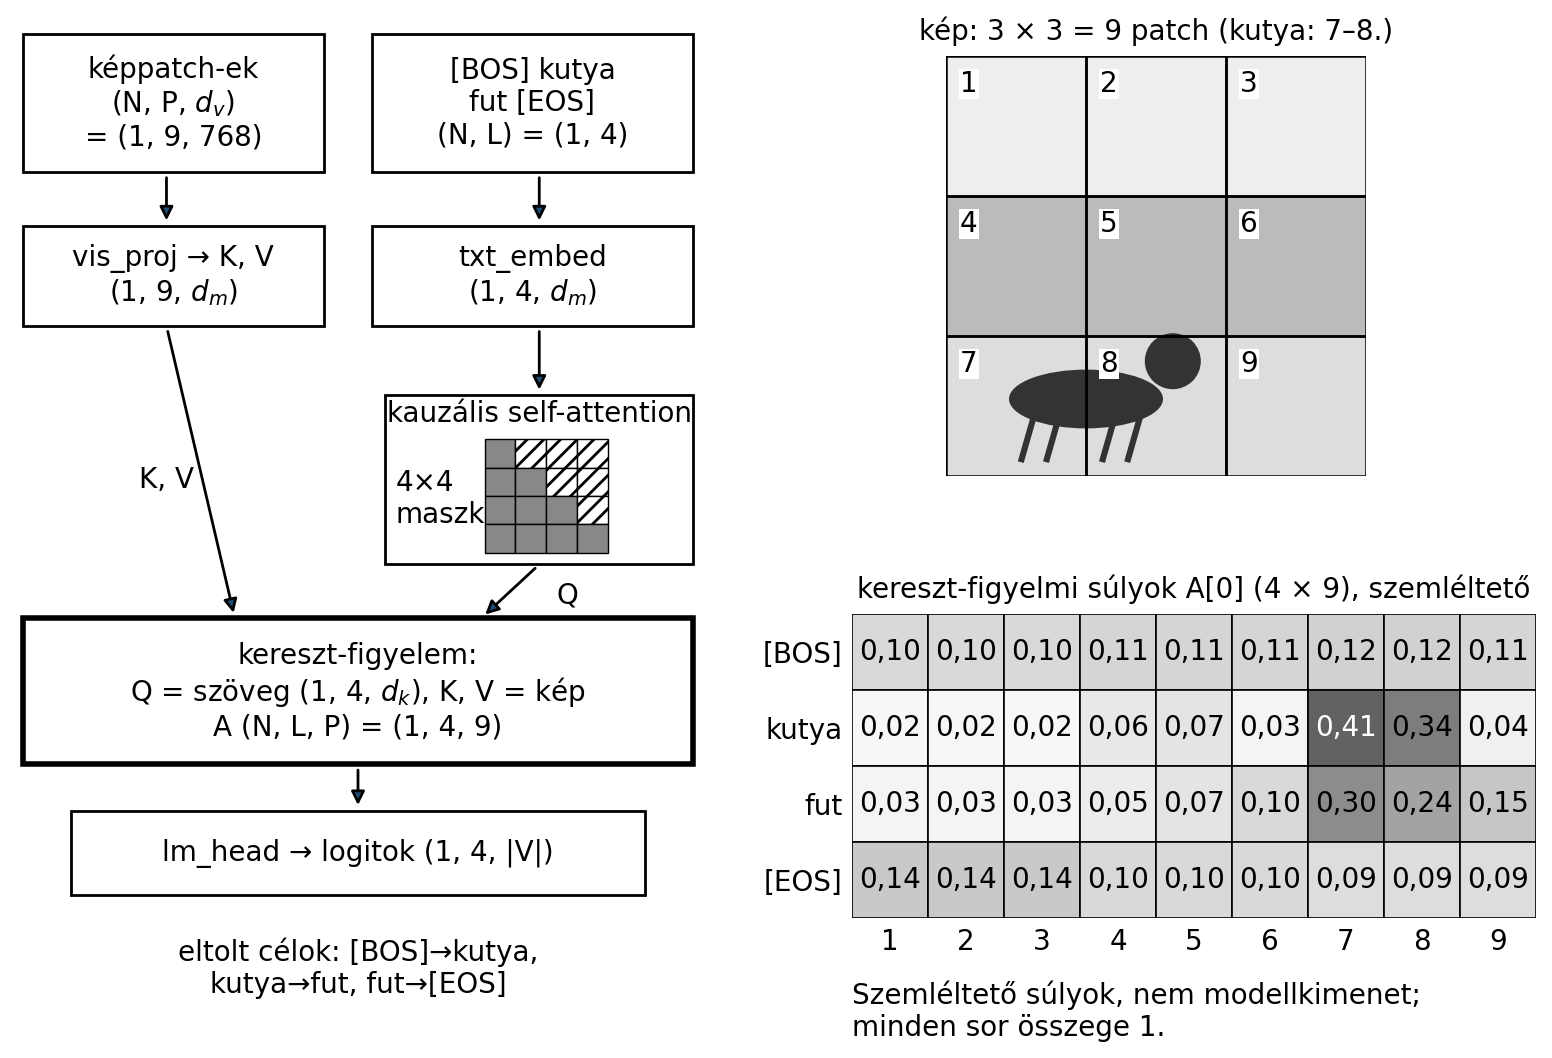 képpatch-ek
(N, P, d_v)
= (1, 9, 768)
[BOS] kutya
fut [EOS]
(N, L) = (1, 4)
vis_proj → K, V
(1, 9, d_m)
txt_embed
(1, 4, d_m)
kauzális self-attention
4×4
maszk
K, V
Q
kereszt-figyelem:
Q = szöveg (1, 4, d_k), K, V = kép
A (N, L, P) = (1, 4, 9)
lm_head → logitok (1, 4, |V|)
eltolt célok: [BOS]→kutya,
kutya→fut, fut→[EOS]
kép: 3 × 3 = 9 patch (kutya: 7–8.)
1 2 3
4 5 6
7 8 9
kereszt-figyelmi súlyok A[0] (4 × 9), szemléltető
[BOS] 0,10 0,10 0,10 0,11 0,11 0,11 0,12 0,12 0,11
kutya 0,02 0,02 0,02 0,06 0,07 0,03 0,41 0,34 0,04
fut 0,03 0,03 0,03 0,05 0,07 0,10 0,30 0,24 0,15
[EOS] 0,14 0,14 0,14 0,10 0,10 0,10 0,09 0,09 0,09
1 2 3 4 5 6 7 8 9
Szemléltető súlyok, nem modellkimenet;
minden sor összege 1.